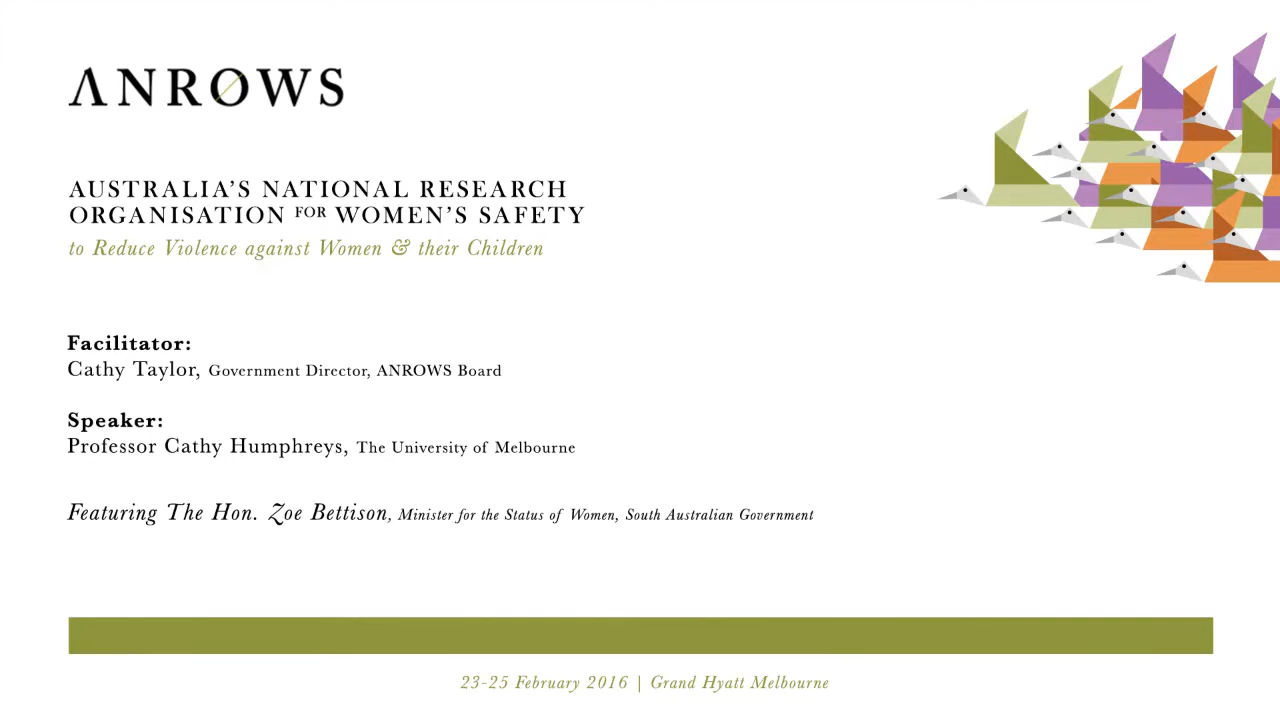 ANROWS
AUSTRALIA'S NATIONAL RESEARCH
ORGANISATION FOR WOMEN'S SAFETY
to Reduce Violence against Women & their Children
Facilitator:
Cathy Taylor, Government Director, ANROWS Board
Speaker:
Professor Cathy Humphreys, The University of Melbourne
Featuring The Hon. Zoe Bettison, Minister for the Status of Women, South Australian Government
23-25 February 2016 | Grand Hyatt Melbourne